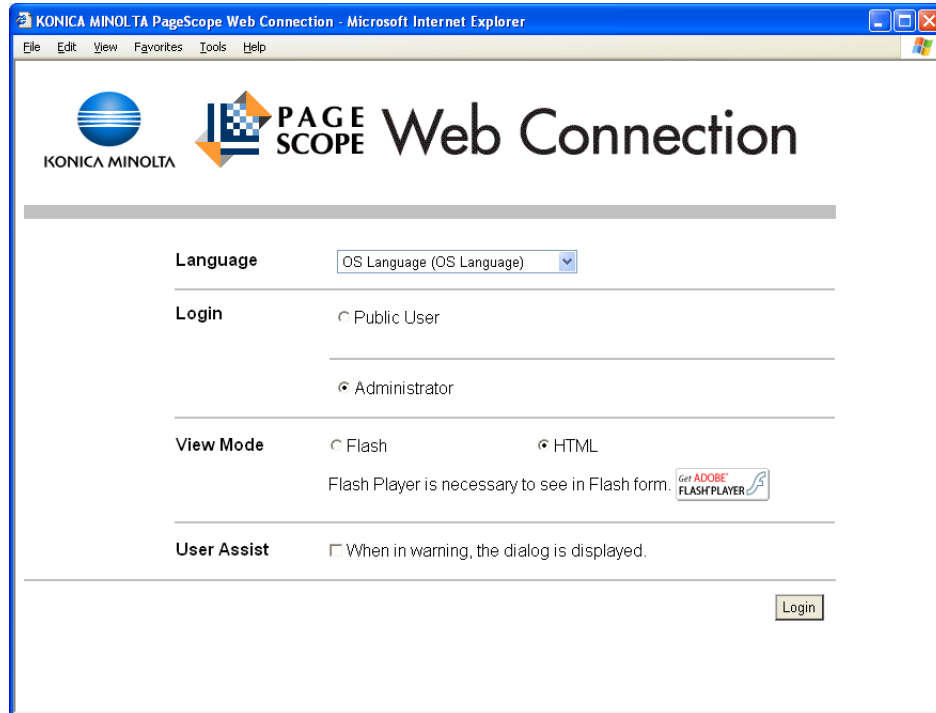 KONICA MINOLTA PageScope Web Connection - Microsoft Internet Explorer
File Edit View Favorites Tools Help
KONICA MINOLTA
PAGE SCOPE Web Connection
Language OS Language (OS Language)
Login Public User
Administrator
View Mode Flash HTML
Flash Player is necessary to see in Flash form. Get ADOBE® FLASH® PLAYER
User Assist When in warning, the dialog is displayed.
Login